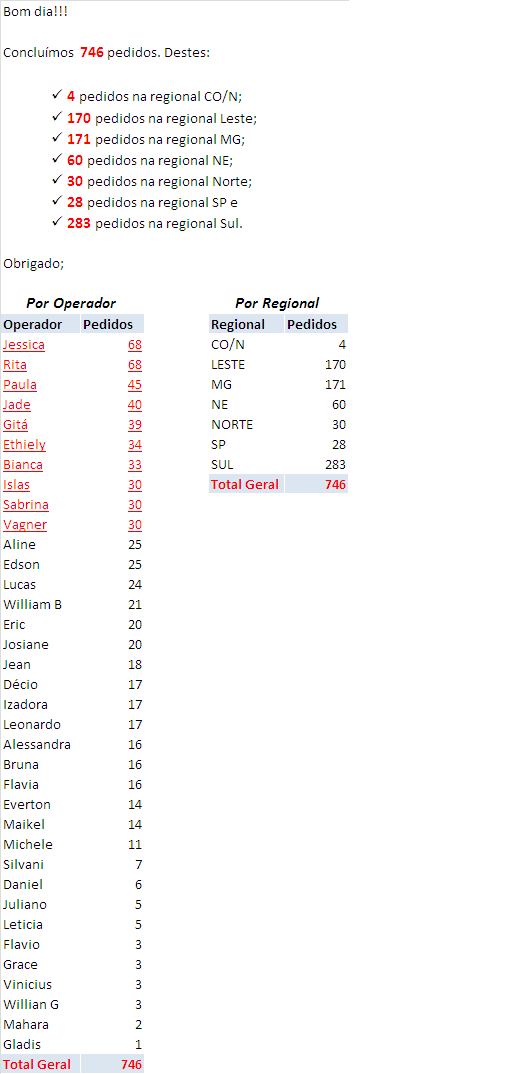 Bom dia!!!
Concluímos 746 pedidos. Destes:
✓ 4 pedidos na regional CO/N;
✓ 170 pedidos na regional Leste;
✓ 171 pedidos na regional MG;
✓ 60 pedidos na regional NE;
✓ 30 pedidos na regional Norte;
✓ 28 pedidos na regional SP e
✓ 283 pedidos na regional Sul.
Obrigado;
Por Operador
Operador Pedidos
Jessica 68
Rita 68
Paula 45
Jade 40
Gitá 39
Ethiely 34
Bianca 33
Islas 30
Sabrina 30
Vagner 30
Aline 25
Edson 25
Lucas 24
William B 21
Eric 20
Josiane 20
Jean 18
Décio 17
Izadora 17
Leonardo 17
Alessandra 16
Bruna 16
Flavia 16
Everton 14
Maikel 14
Michele 11
Silvani 7
Daniel 6
Juliano 5
Leticia 5
Flavio 3
Grace 3
Vinicius 3
Willian G 3
Mahara 2
Gladis 1
Total Geral 746
Por Regional
Regional Pedidos
CO/N 4
LESTE 170
MG 171
NE 60
NORTE 30
SP 28
SUL 283
Total Geral 746